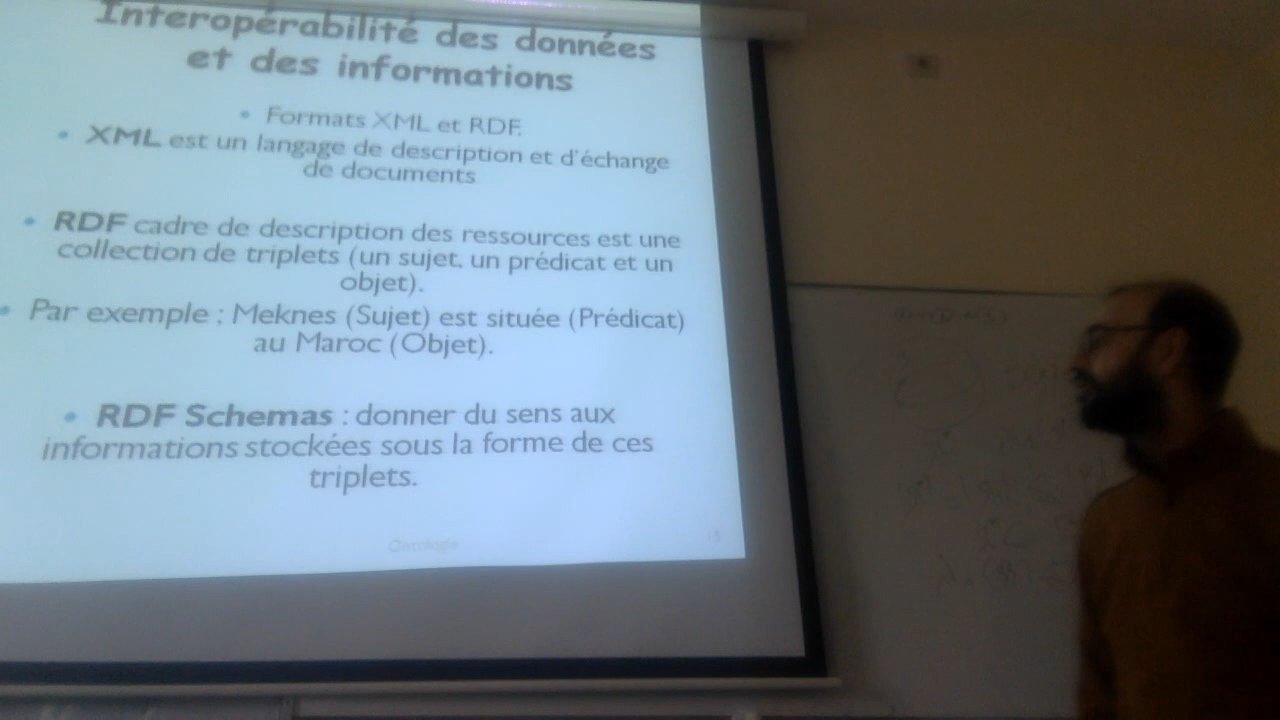 Interopérabilité des données
et des informations
• Formats XML et RDF.
• XML est un langage de description et d'échange
de documents
• RDF cadre de description des ressources est une
collection de triplets (un sujet, un prédicat et un
objet).
• Par exemple : Meknes (Sujet) est située (Prédicat)
au Maroc (Objet).
• RDF Schemas : donner du sens aux
informations stockées sous la forme de ces
triplets.
Ontologie
15